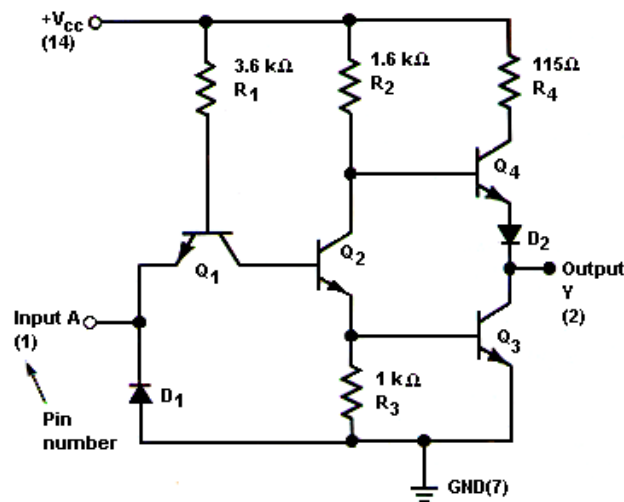 +Vcc
(14)
3.6 kΩ
R1
1.6 kΩ
R2
115Ω
R4
Q4
D2
Q1
Q2
Output
Y
(2)
Input A
(1)
Q3
D1
1 kΩ
R3
Pin
number
GND(7)